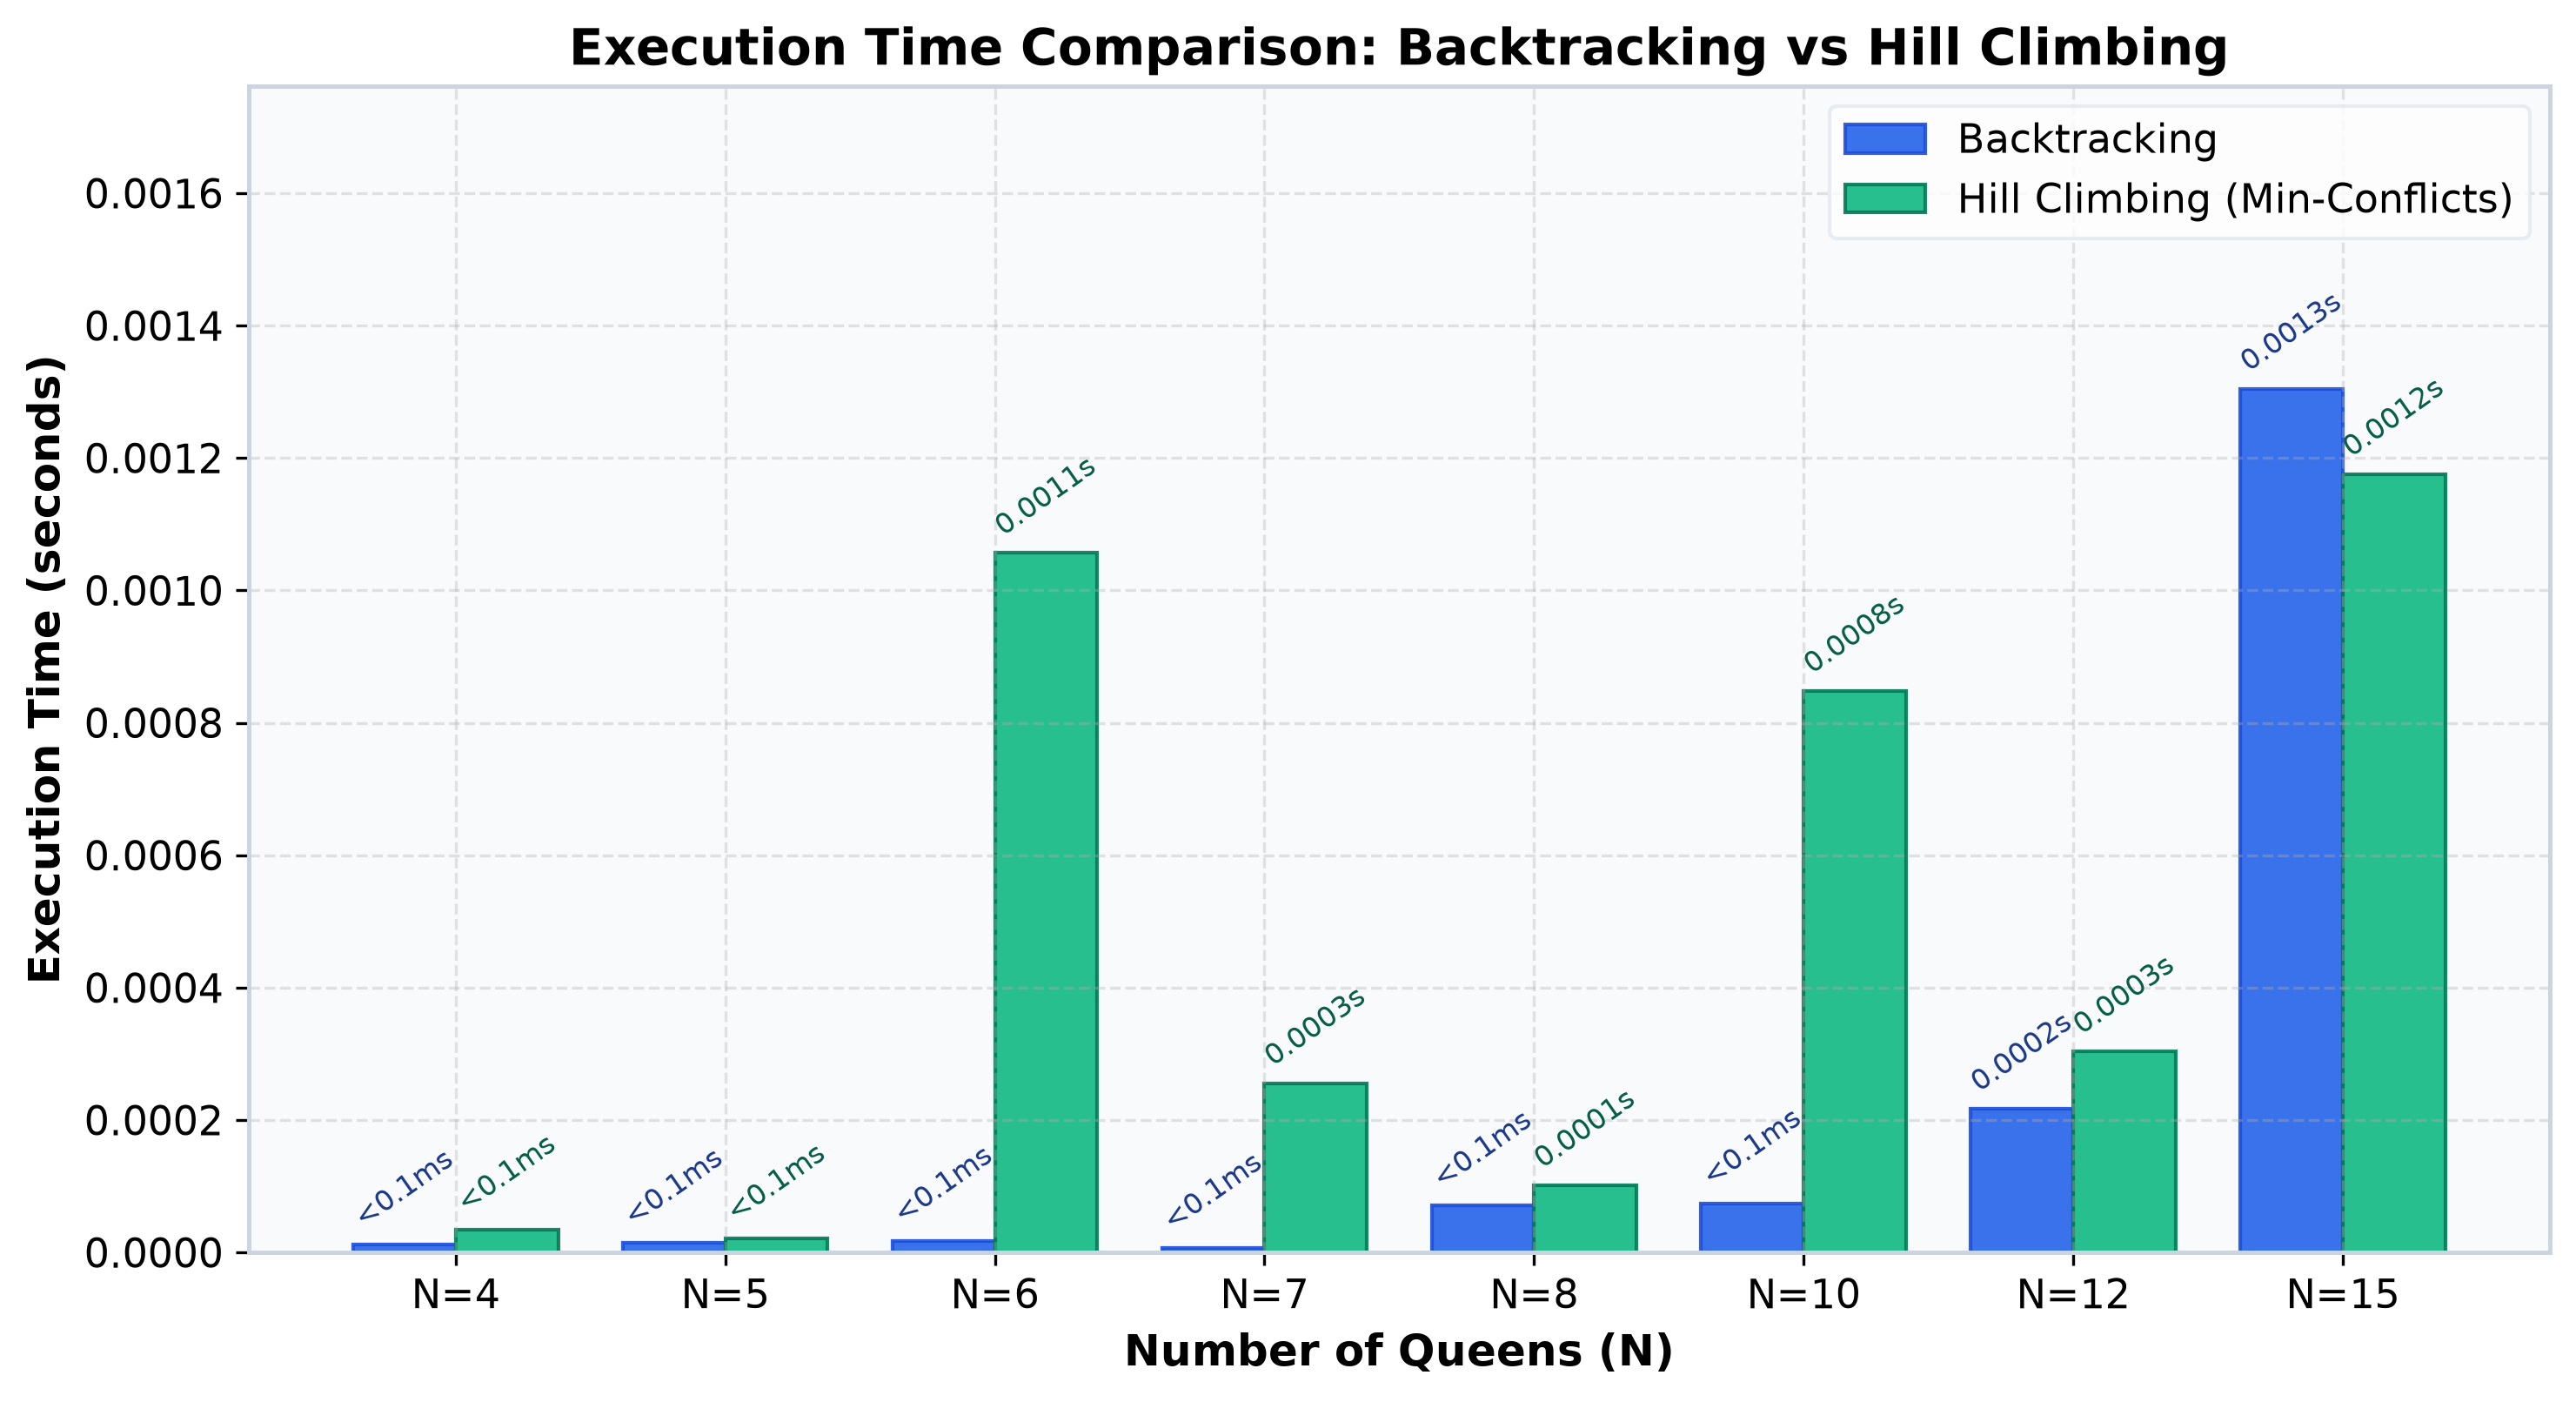 Execution Time Comparison: Backtracking vs Hill Climbing
Backtracking
Hill Climbing (Min-Conflicts)
Execution Time (seconds)
0.0016
0.0014
0.0012
0.0010
0.0008
0.0006
0.0004
0.0002
0.0000
<0.1ms
<0.1ms
<0.1ms
<0.1ms
<0.1ms
0.0011s
<0.1ms
0.0003s
<0.1ms
0.0001s
<0.1ms
0.0008s
0.0002s
0.0003s
0.0013s
0.0012s
N=4
N=5
N=6
N=7
N=8
N=10
N=12
N=15
Number of Queens (N)